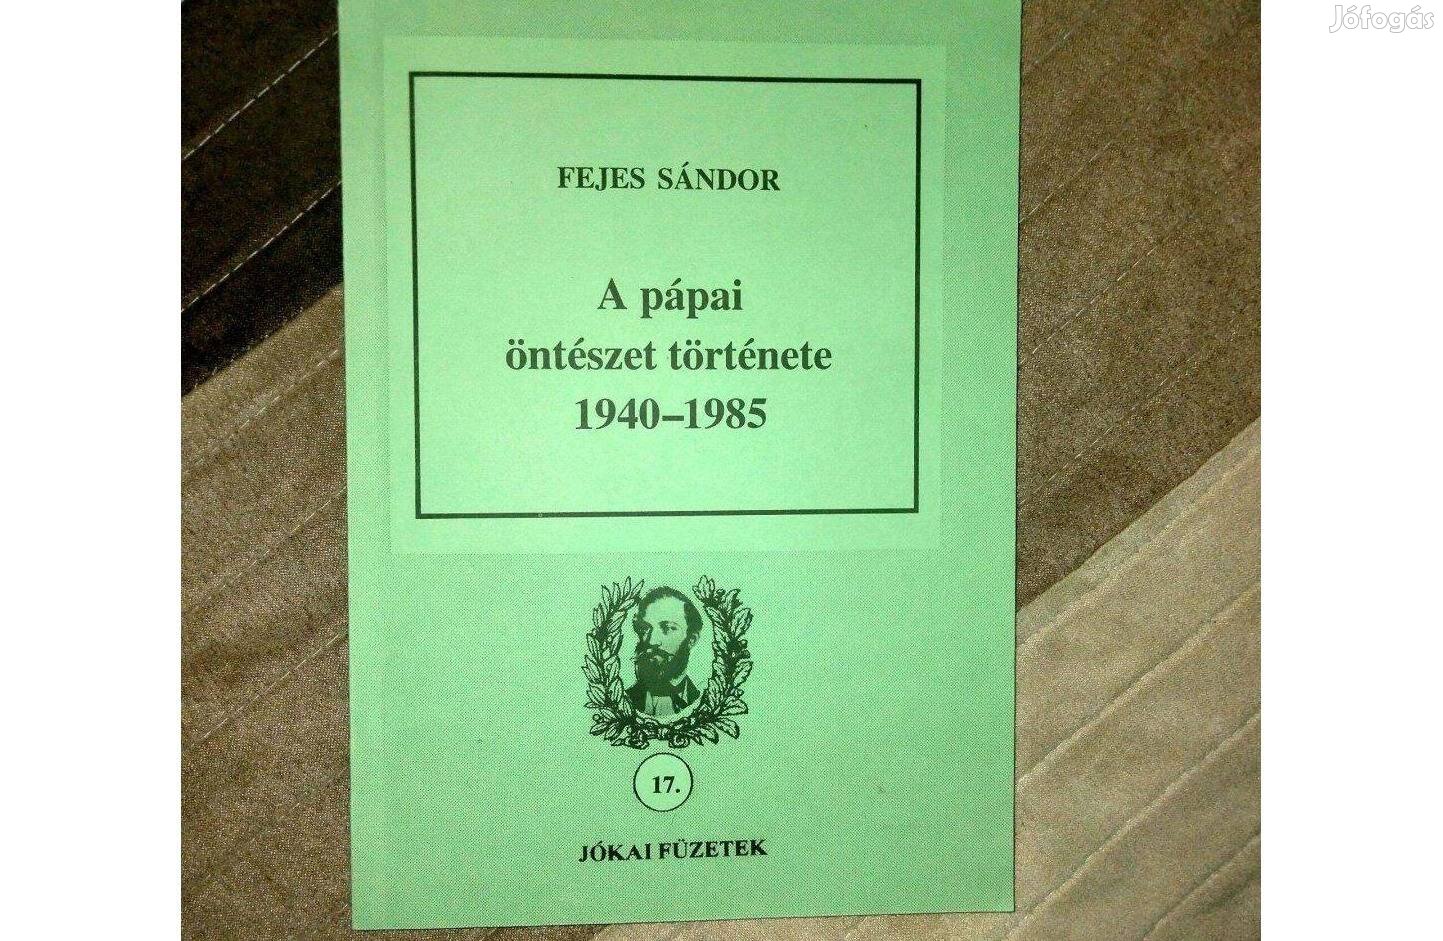 Jófogás
FEJES SÁNDOR
A pápai
öntészet története
1940–1985
17.
JÓKAI FÜZETEK